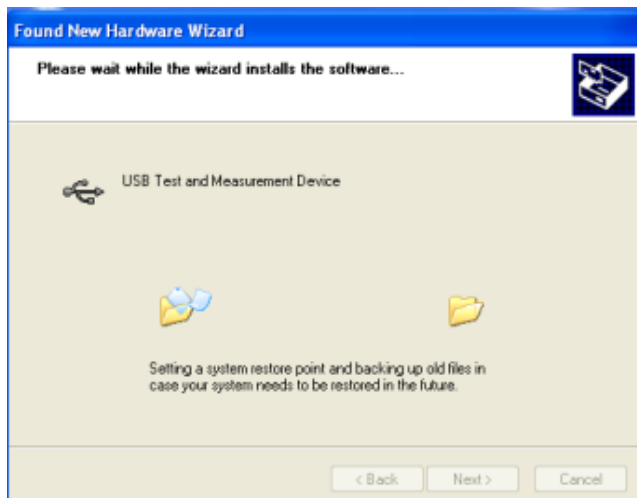 Found New Hardware Wizard
Please wait while the wizard installs the software...
USB Test and Measurement Device
Setting a system restore point and backing up old files in
case your system needs to be restored in the future.
< Back
Next >
Cancel